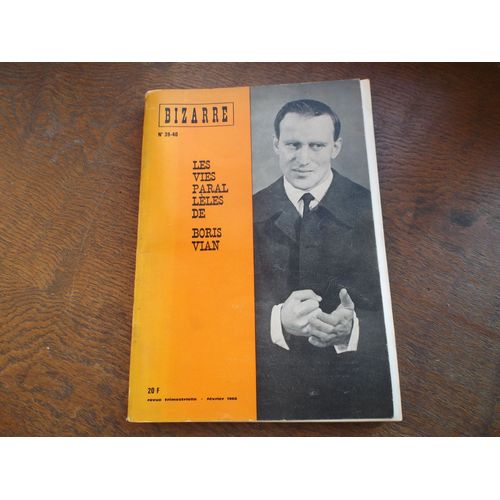 BIZARRE
N° 39-40
LES
VIES
PARAL
LÈLES
DE
BORIS
VIAN
20 F
revue trimestrielle - février 1966